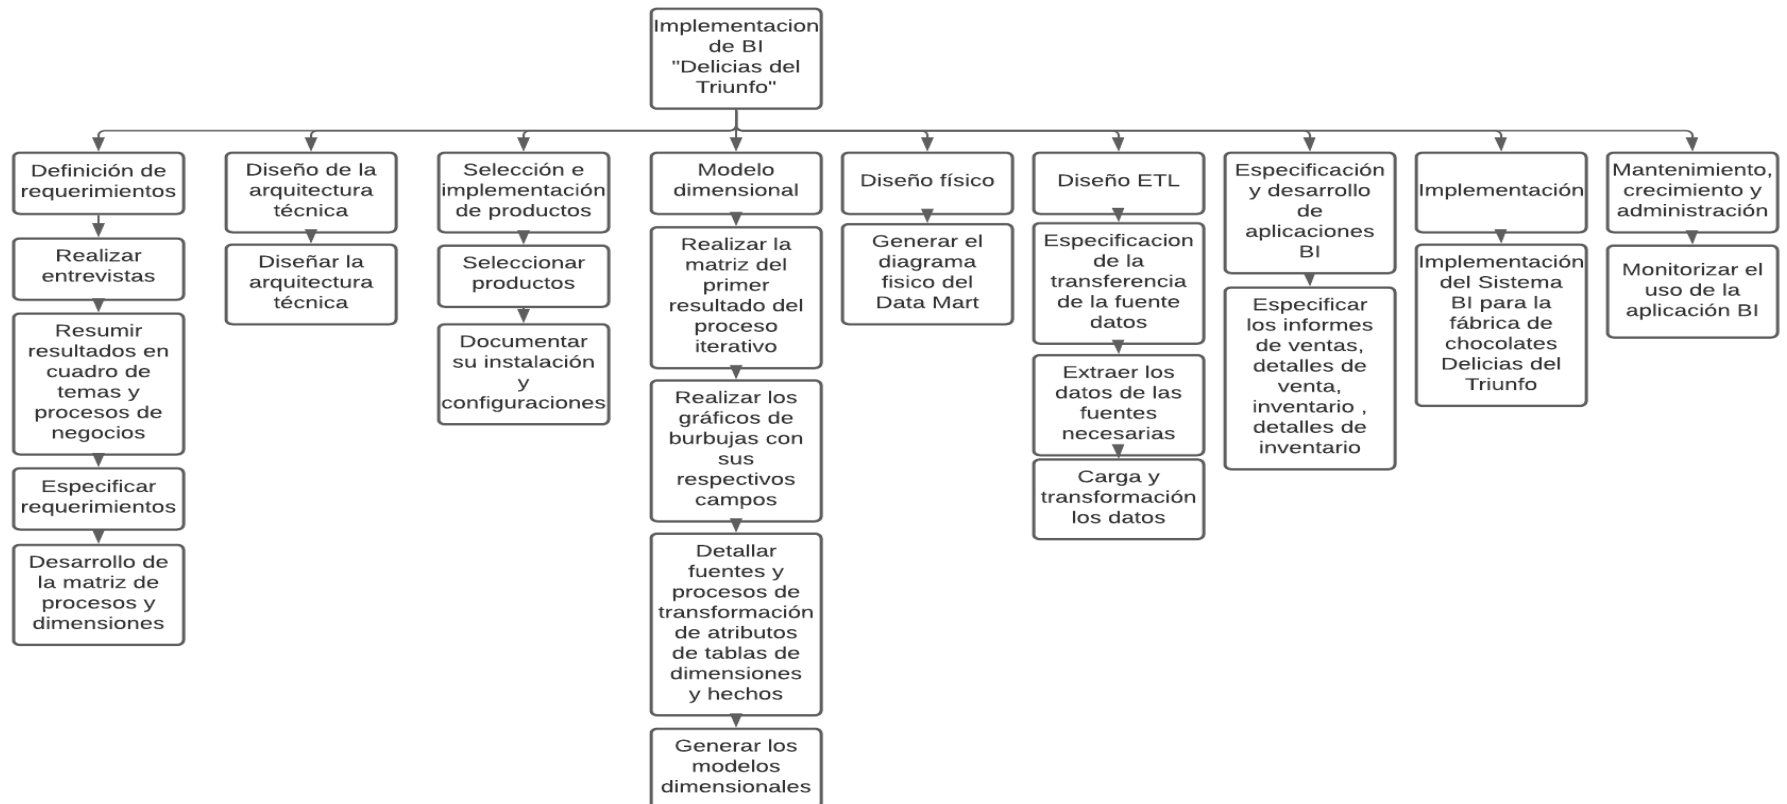 Implementacion
de BI
"Delicias del
Triunfo"
Definición de
requerimientos
Realizar
entrevistas
Resumir
resultados en
cuadro de
temas y
procesos de
negocios
Especificar
requerimientos
Desarrollo de
la matriz de
procesos y
dimensiones
Diseño de la
arquitectura
técnica
Diseñar la
arquitectura
técnica
Selección e
implementación
de productos
Seleccionar
productos
Documentar
su instalación
y
configuraciones
Modelo
dimensional
Realizar la
matriz del
primer
resultado del
proceso
iterativo
Realizar los
gráficos de
burbujas con
sus
respectivos
campos
Detallar
fuentes y
procesos de
transformación
de atributos
de tablas de
dimensiones
y hechos
Generar los
modelos
dimensionales
Diseño físico
Generar el
diagrama
fisico del
Data Mart
Diseño ETL
Especificacion
de la
transferencia
de la fuente
datos
Extraer los
datos de las
fuentes
necesarias
Carga y
transformación
los datos
Especificación
y desarrollo
de
aplicaciones
BI
Especificar
los informes
de ventas,
detalles de
venta,
inventario ,
detalles de
inventario
Implementación
Implementación
del Sistema
BI para la
fábrica de
chocolates
Delicias del
Triunfo
Mantenimiento,
crecimiento y
administración
Monitorizar el
uso de la
aplicación BI